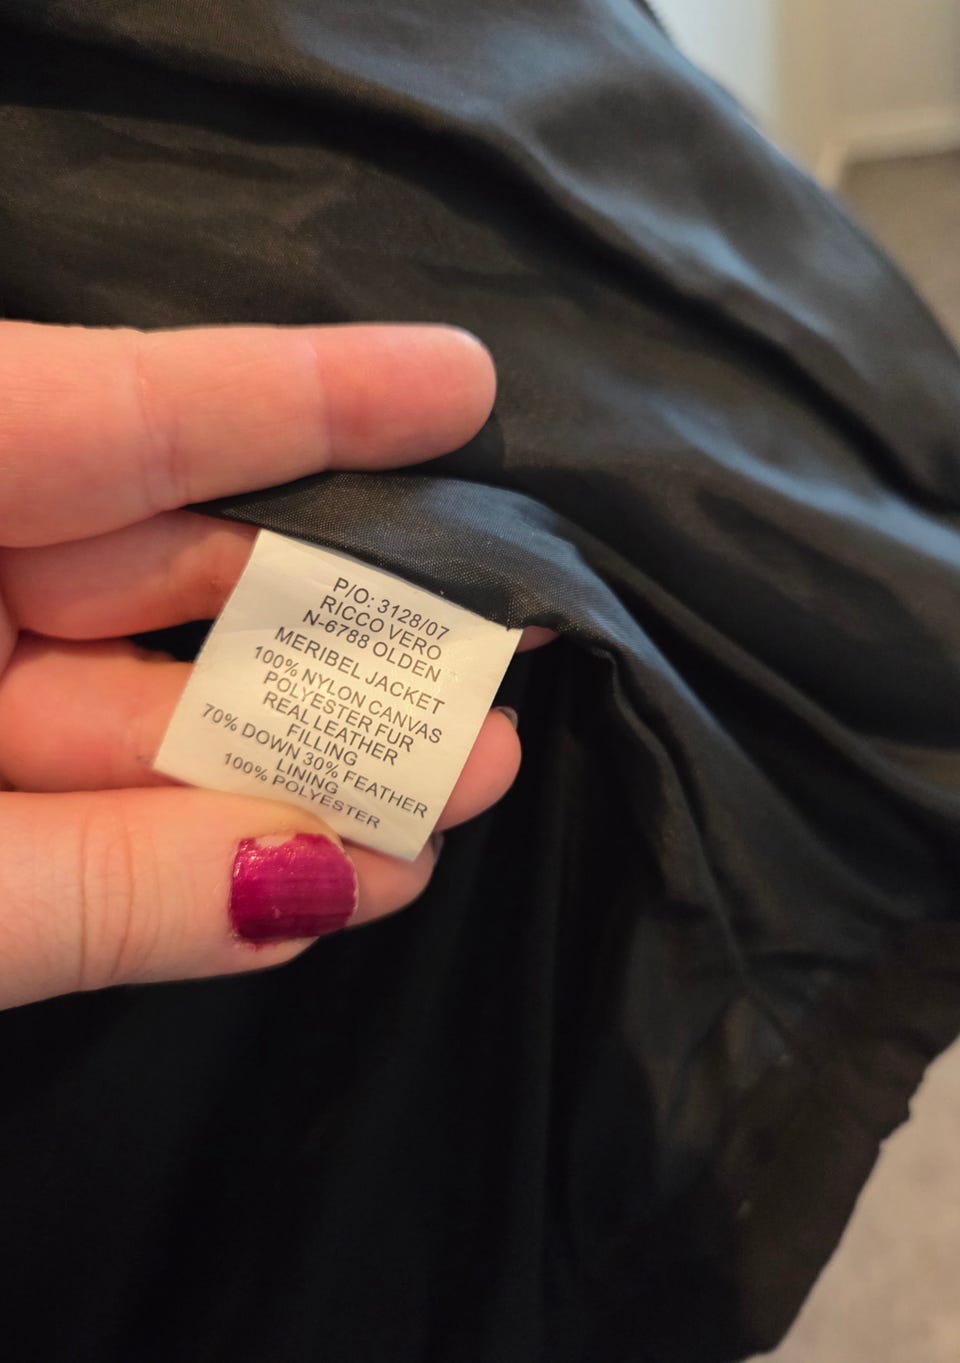 P/O: 3128/07
RICCO VERO
N-6788 OLDEN
MERIBEL JACKET
100% NYLON CANVAS
POLYESTER FUR
REAL LEATHER
FILLING
70% DOWN 30% FEATHER
LINING
100% POLYESTER